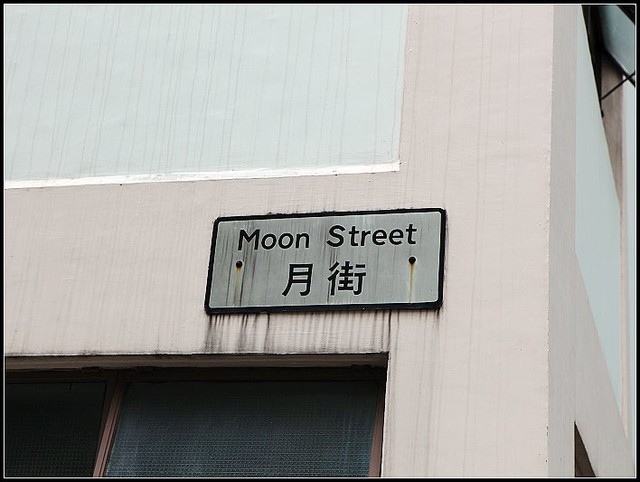 Moon Street
月街